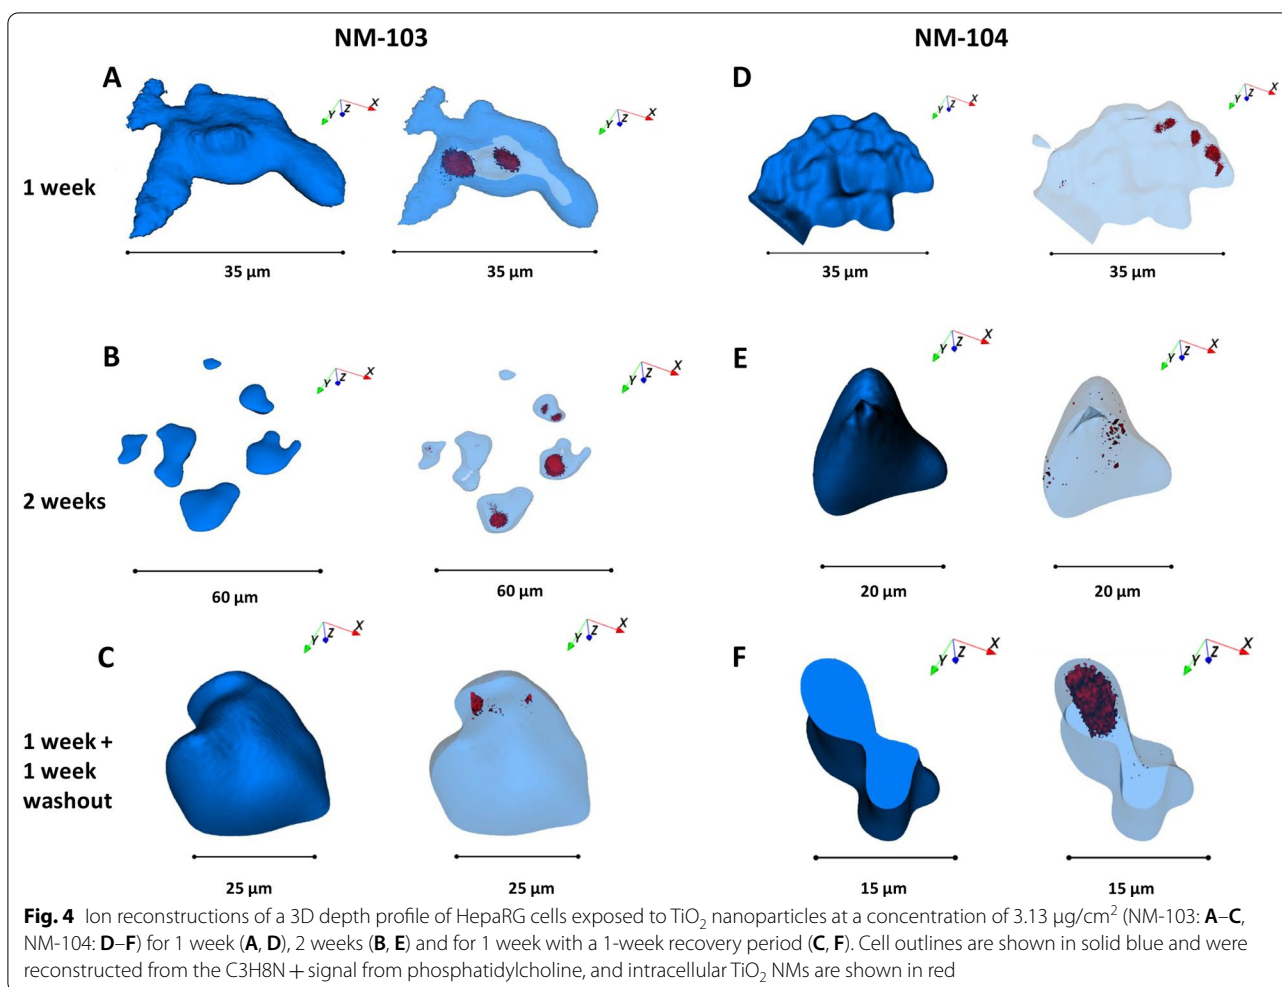 NM-103
NM-104
A
X
Y
Z
X
Y
Z
D
X
Y
Z
X
Y
Z
1 week
35 µm
35 µm
35 µm
35 µm
B
X
Y
Z
X
Y
Z
E
X
Y
Z
X
Y
Z
2 weeks
60 µm
60 µm
20 µm
20 µm
C
X
Y
Z
X
Y
Z
F
X
Y
Z
X
Y
Z
1 week +
1 week
washout
25 µm
25 µm
15 µm
15 µm
Fig. 4 Ion reconstructions of a 3D depth profile of HepaRG cells exposed to TiO₂ nanoparticles at a concentration of 3.13 µg/cm² (NM-103: A–C,
NM-104: D–F) for 1 week (A, D), 2 weeks (B, E) and for 1 week with a 1-week recovery period (C, F). Cell outlines are shown in solid blue and were
reconstructed from the C3H8N + signal from phosphatidylcholine, and intracellular TiO₂ NMs are shown in red